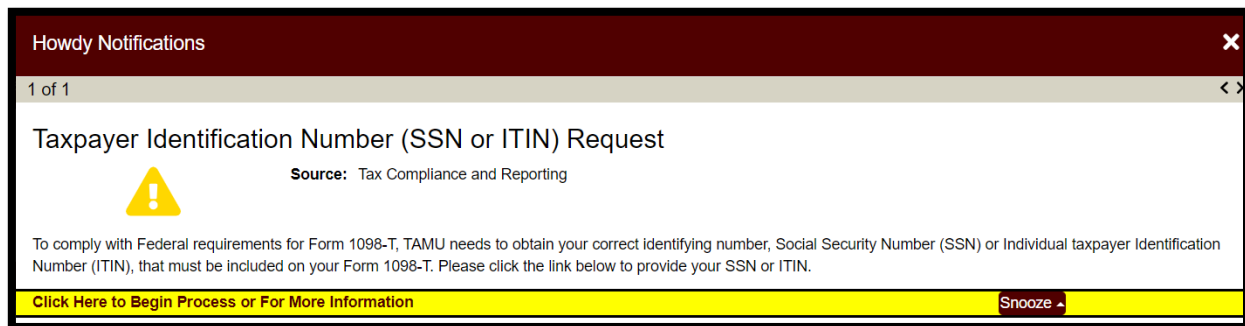 Howdy Notifications
1 of 1
Taxpayer Identification Number (SSN or ITIN) Request
Source: Tax Compliance and Reporting
To comply with Federal requirements for Form 1098-T, TAMU needs to obtain your correct identifying number, Social Security Number (SSN) or Individual taxpayer Identification
Number (ITIN), that must be included on your Form 1098-T. Please click the link below to provide your SSN or ITIN.
Click Here to Begin Process or For More Information Snooze